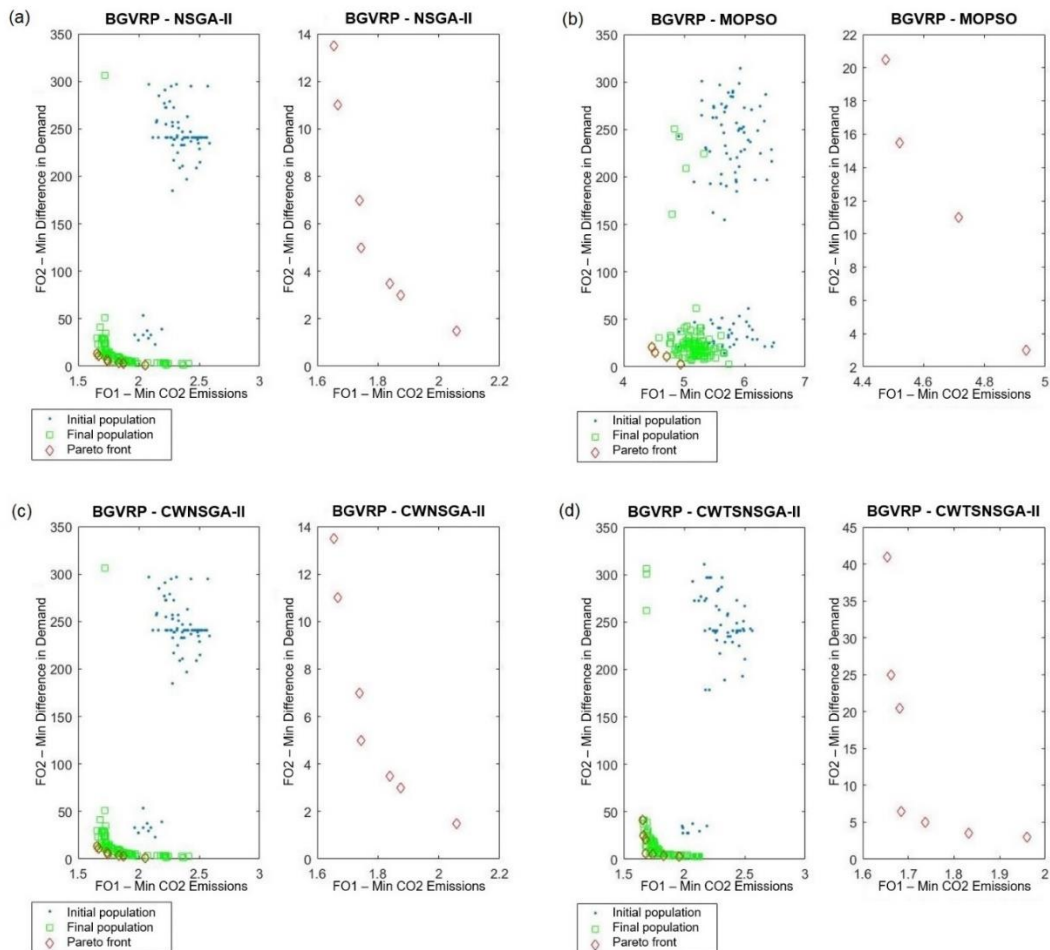 (a)
BGVRP - NSGA-II
350
300
250
200
150
100
50
0
FO2 – Min Difference in Demand
1.5
2
2.5
3
FO1 – Min CO2 Emissions
Initial population
Final population
Pareto front
BGVRP - NSGA-II
14
12
10
8
6
4
2
0
FO2 – Min Difference in Demand
1.6
1.8
2
2.2
FO1 – Min CO2 Emissions
(b)
BGVRP - MOPSO
350
300
250
200
150
100
50
0
FO2 – Min Difference in Demand
4
5
6
7
FO1 – Min CO2 Emissions
Initial population
Final population
Pareto front
BGVRP - MOPSO
22
20
18
16
14
12
10
8
6
4
2
FO2 – Min Difference in Demand
4.4
4.6
4.8
5
FO1 – Min CO2 Emissions
(c)
BGVRP - CWNSGA-II
350
300
250
200
150
100
50
0
FO2 – Min Difference in Demand
1.5
2
2.5
3
FO1 – Min CO2 Emissions
Initial population
Final population
Pareto front
BGVRP - CWNSGA-II
14
12
10
8
6
4
2
0
FO2 – Min Difference in Demand
1.6
1.8
2
2.2
FO1 – Min CO2 Emissions
(d)
BGVRP - CWTSNSGA-II
350
300
250
200
150
100
50
0
FO2 – Min Difference in Demand
1.5
2
2.5
3
FO1 – Min CO2 Emissions
Initial population
Final population
Pareto front
BGVRP - CWTSNSGA-II
45
40
35
30
25
20
15
10
5
0
FO2 – Min Difference in Demand
1.6
1.7
1.8
1.9
2
FO1 – Min CO2 Emissions